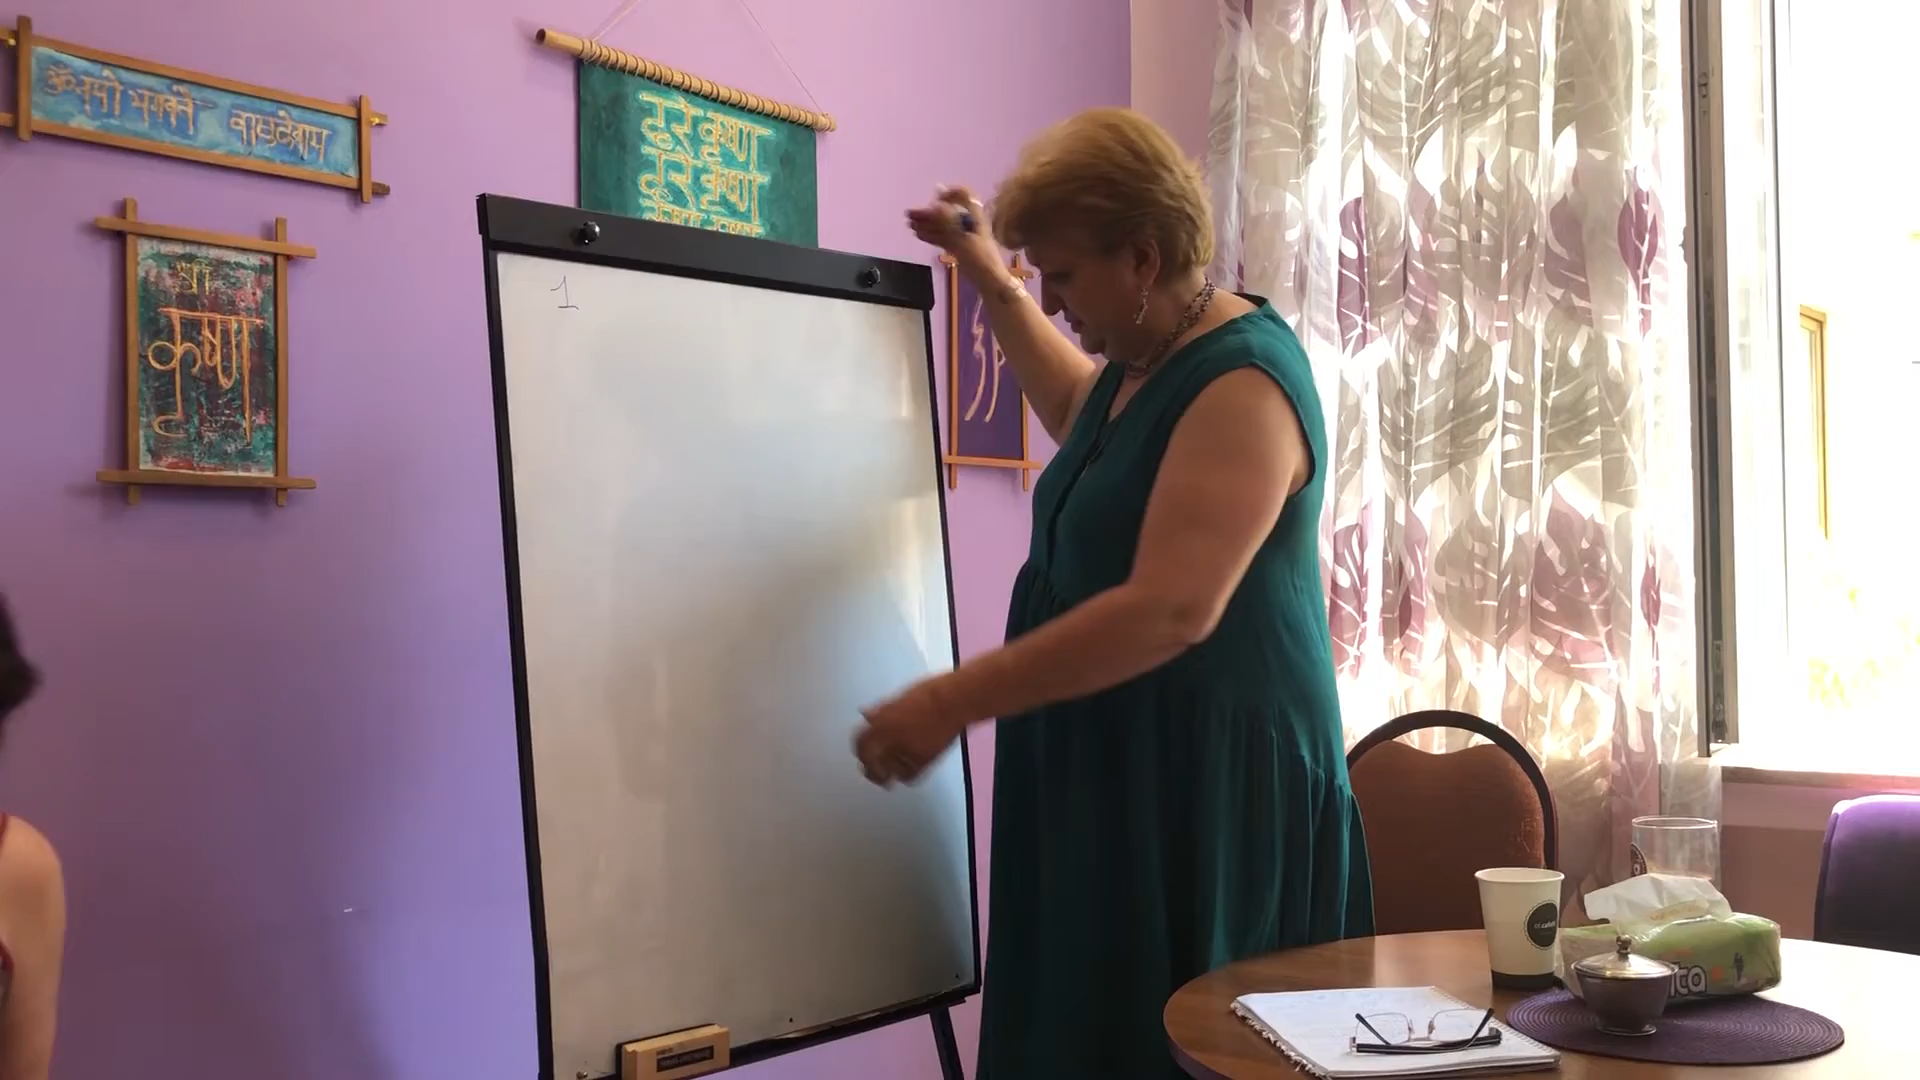 ॐ नमो भगवते वासुदेवाय
हरे कृष्ण
हरे कृष्ण
कृष्ण कृष्ण
श्री
कृष्ण
1